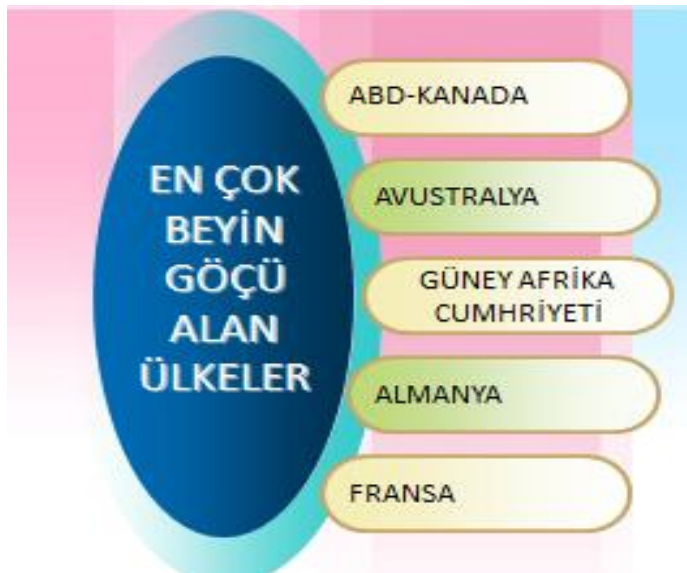 EN ÇOK
BEYİN
GÖÇÜ
ALAN
ÜLKELER
ABD-KANADA
AVUSTRALYA
GÜNEY AFRİKA
CUMHRİYETİ
ALMANYA
FRANSA